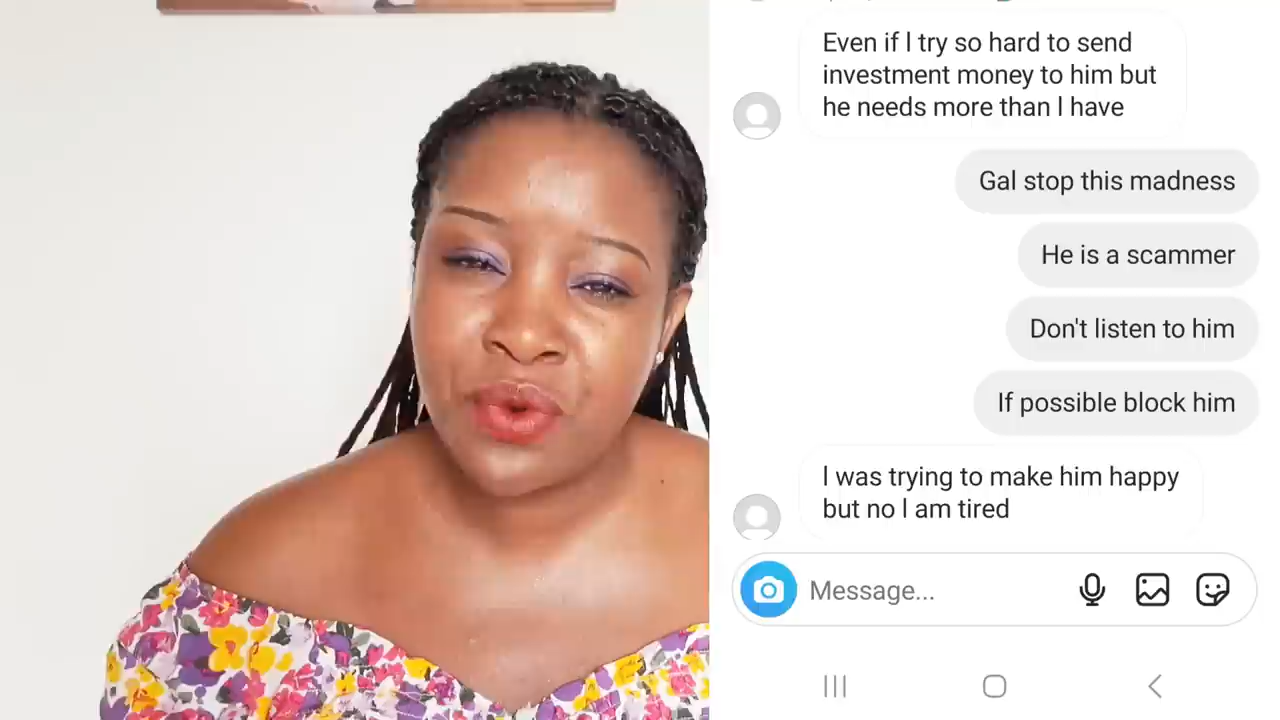 Even if I try so hard to send
investment money to him but
he needs more than I have
Gal stop this madness
He is a scammer
Don't listen to him
If possible block him
I was trying to make him happy
but no I am tired
Message...